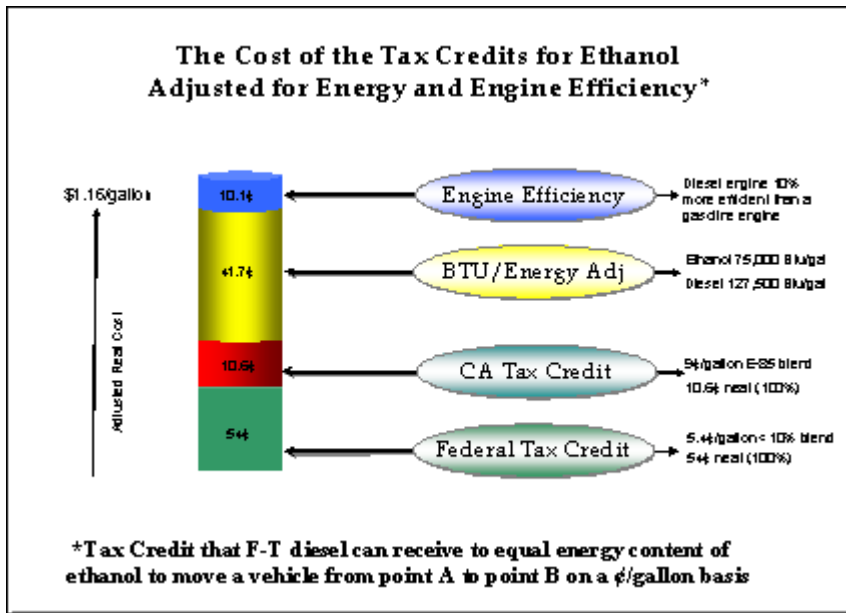 The Cost of the Tax Credits for Ethanol
Adjusted for Energy and Engine Efficiency*
$1.16/gallon
Adjusted Real Cost
10.1¢
41.7¢
10.6¢
54¢
Engine Efficiency
BTU/Energy Adj
CA Tax Credit
Federal Tax Credit
Diesel engine 10%
more efficient than a
gasoline engine
Ethanol 75,000 Btu/gal
Diesel 127,500 Btu/gal
9¢/gallon E-85 blend
10.6¢ neat (100%)
5.4¢/gallon < 10% blend
54¢ neat (100%)
*Tax Credit that F-T diesel can receive to equal energy content of
ethanol to move a vehicle from point A to point B on a ¢/gallon basis